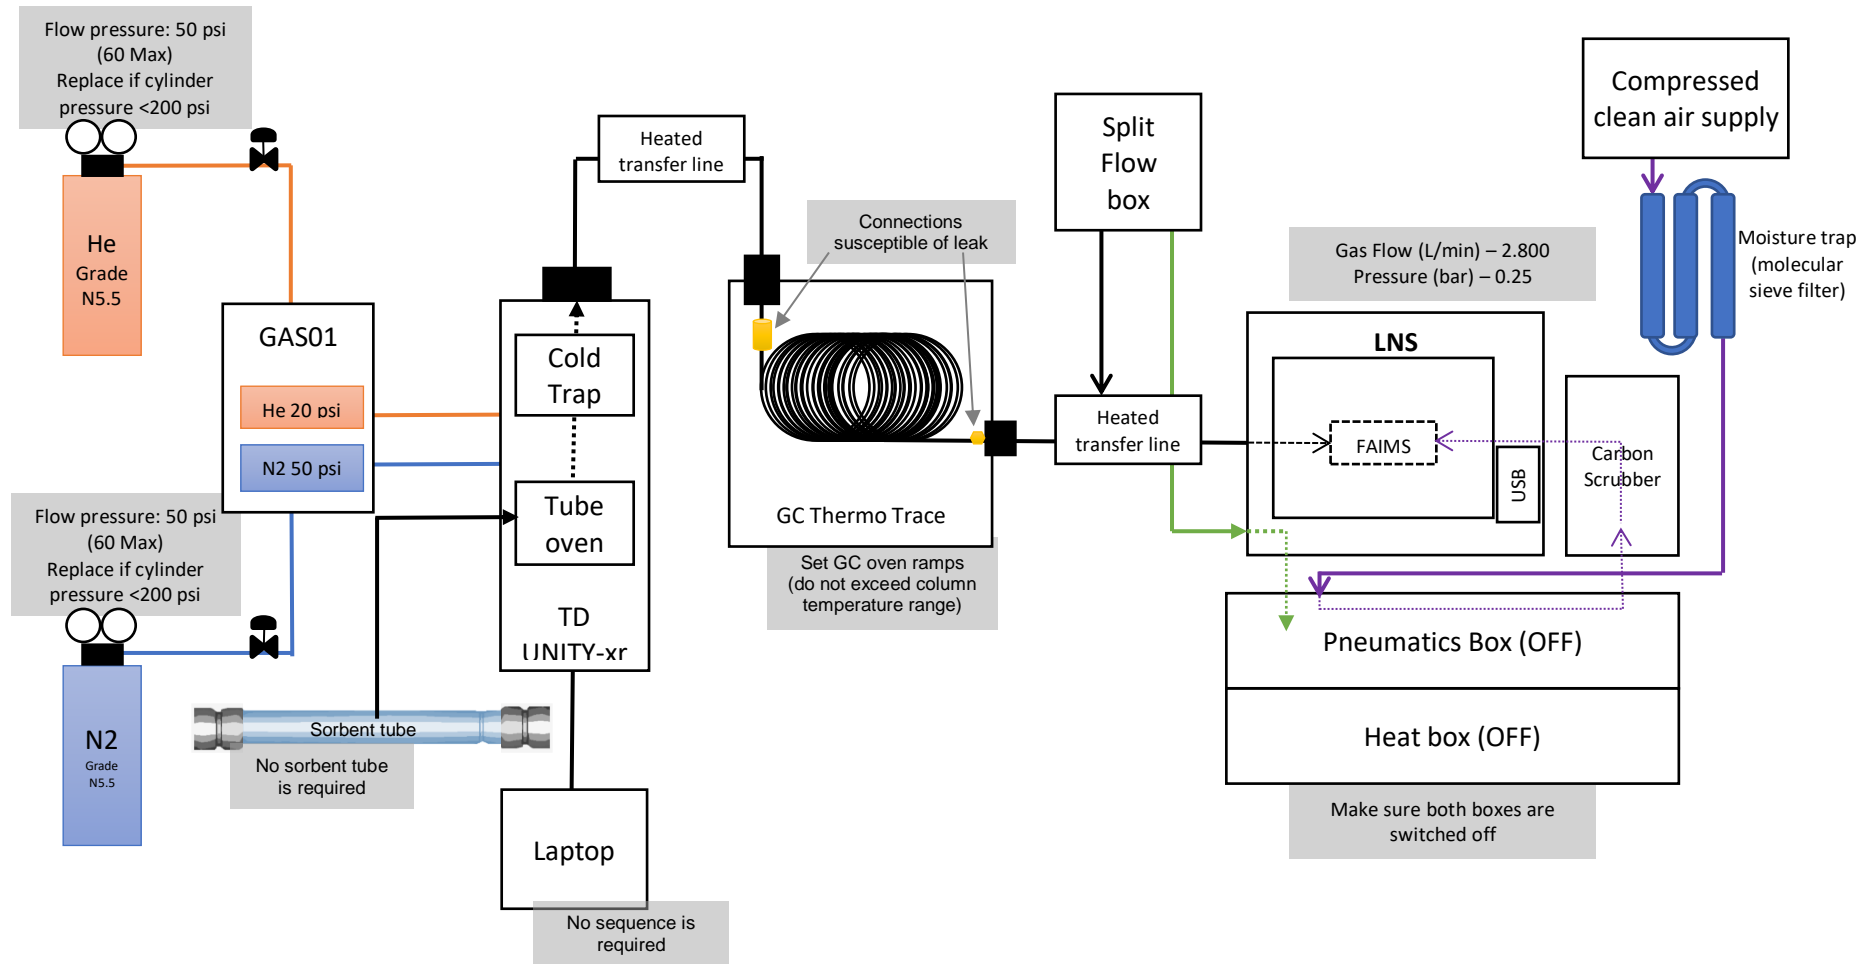 Flow pressure: 50 psi
(60 Max)
Replace if cylinder
pressure <200 psi
He
Grade
N5.5
GAS01
He 20 psi
N2 50 psi
Flow pressure: 50 psi
(60 Max)
Replace if cylinder
pressure <200 psi
N2
Grade
N5.5
Sorbent tube
No sorbent tube
is required
Heated
transfer line
Cold
Trap
Tube
oven
TD
UNITY-xr
Laptop
No sequence is
required
Connections
susceptible of leak
GC Thermo Trace
Set GC oven ramps
(do not exceed column
temperature range)
Split
Flow
box
Heated
transfer line
Gas Flow (L/min) – 2.800
Pressure (bar) – 0.25
LNS
FAIMS
USB
Carbon
Scrubber
Compressed
clean air supply
Moisture trap
(molecular
sieve filter)
Pneumatics Box (OFF)
Heat box (OFF)
Make sure both boxes are
switched off